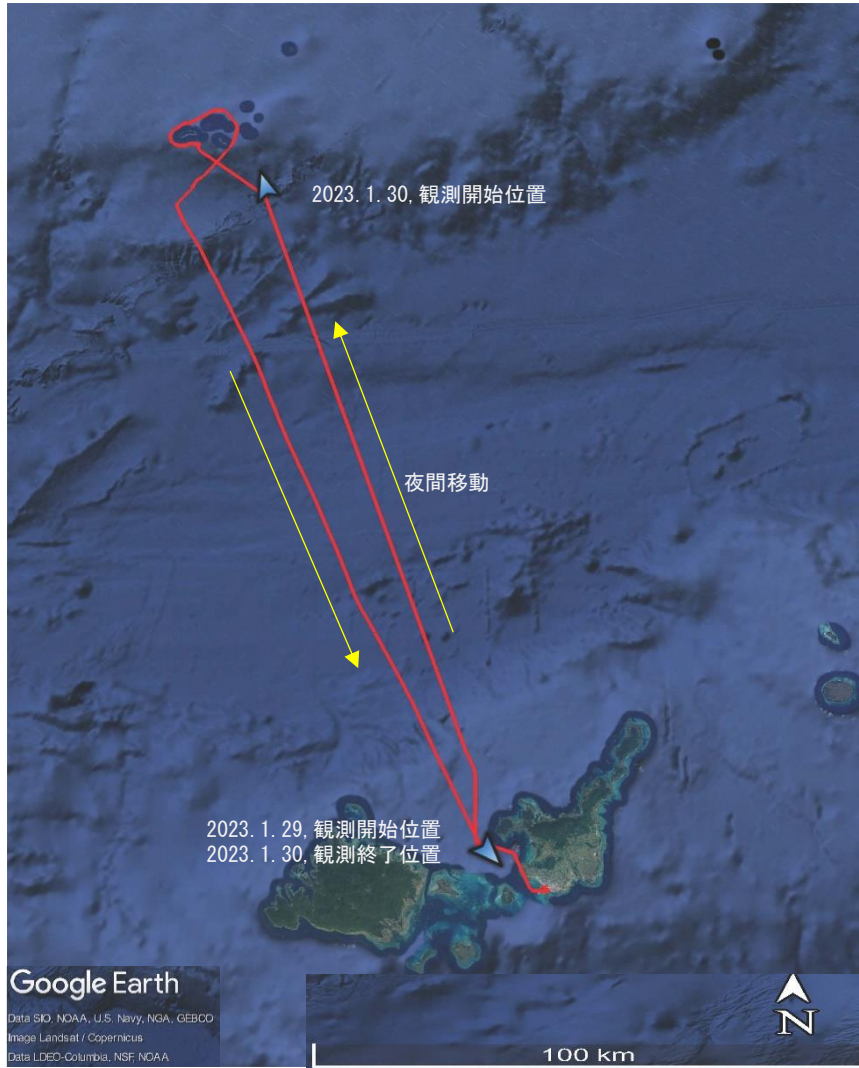 2023.1.30,観測開始位置
夜間移動
2023.1.29,観測開始位置
2023.1.30,観測終了位置
Google Earth
Data SIO, NOAA, U.S. Navy, NGA, GEBCO
Image Landsat / Copernicus
Data LDEO-Columbia, NSF, NOAA
N
100 km